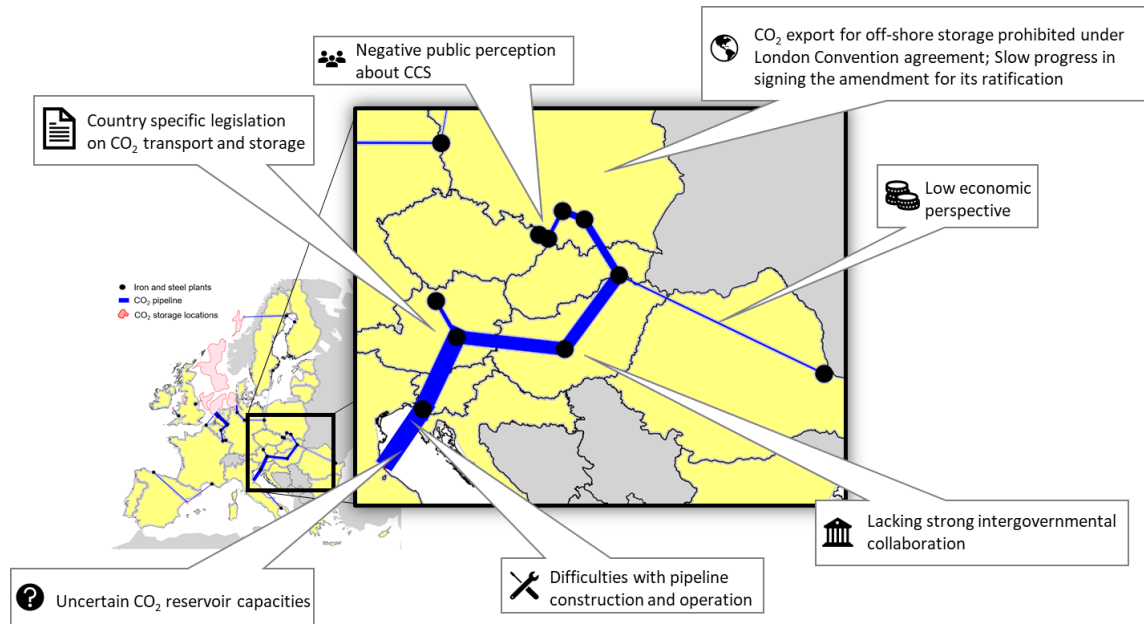 Negative public perception
about CCS
CO₂ export for off-shore storage prohibited under
London Convention agreement; Slow progress in
signing the amendment for its ratification
Country specific legislation
on CO₂ transport and storage
Low economic
perspective
Iron and steel plants
CO₂ pipeline
CO₂ storage locations
Lacking strong intergovernmental
collaboration
Difficulties with pipeline
construction and operation
? Uncertain CO₂ reservoir capacities